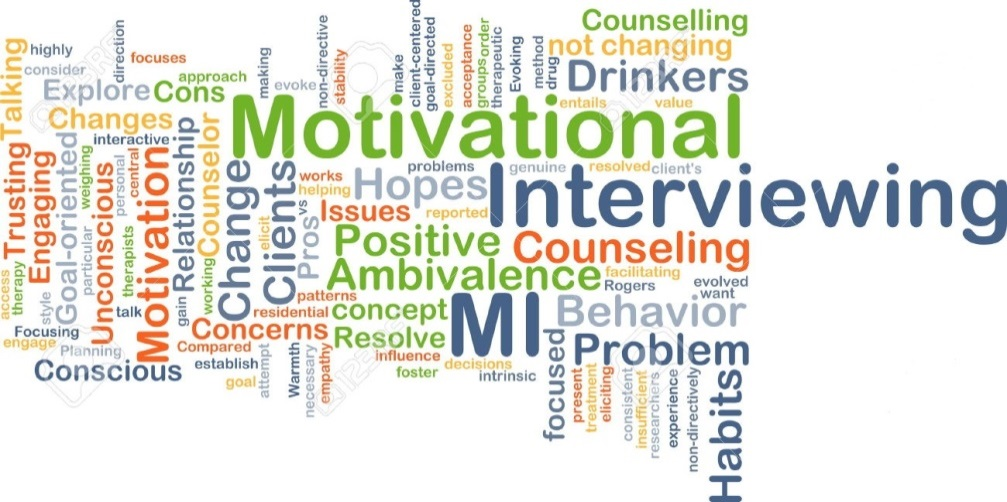 Counselling
not changing
Drinkers
Motivational
Interviewing
Counseling
Positive
Ambivalence
MI
Behavior
Problem
Habits
focused
Hopes
Issues
concept
Resolve
Concerns
Clients
Change
Pros
vs
Counselor
Relationship
Motivation
Unconscious
Goal-oriented
Engaging
Trusting
Talking
Explore
Cons
Changes
Conscious
highly
consider
direction
focuses
approach
interactive
making
evoke
non-directive
stability
make
client-centered
goal-directed
excluded
acceptance
groups
order
therapeutic
Evoking
method
drug
entails
value
problems
genuine
resolved
client's
works
helping
reported
elicit
working
gain
central
personal
weighing
particular
therapists
talk
style
access
therapy
Focusing
engage
Planning
patterns
residential
Compared
establish
goal
attempt
Warmth
necessary
empathy
influence
foster
decisions
intrinsic
facilitating
Rogers
evolved
want
present
treatment
eliciting
consistent
insufficient
researchers
experience
non-directively